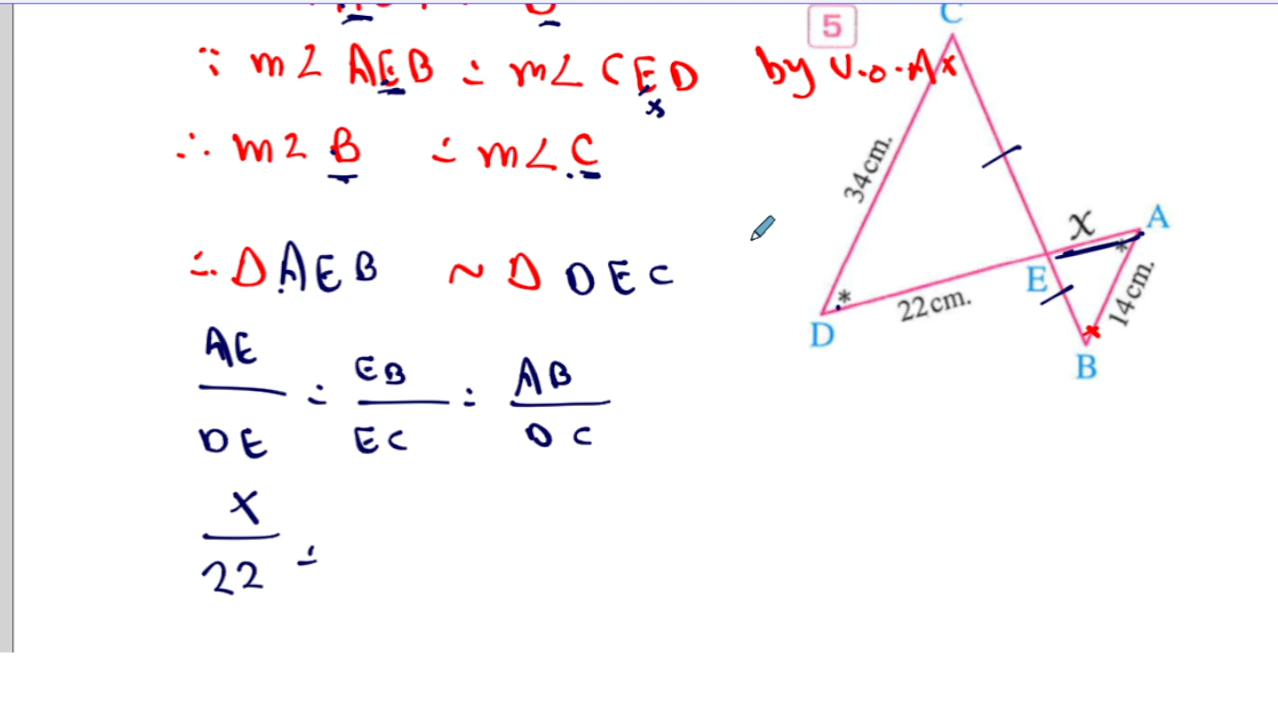 5
C
∵ m∠ AEB = m∠ CED by V.O.A
∴ m∠ B = m∠ C
34cm.
x
A
E
22cm.
14cm.
D
B
∴ Δ AEB ~ Δ DEC
AE/DE = EB/EC = AB/DC
x/22 =